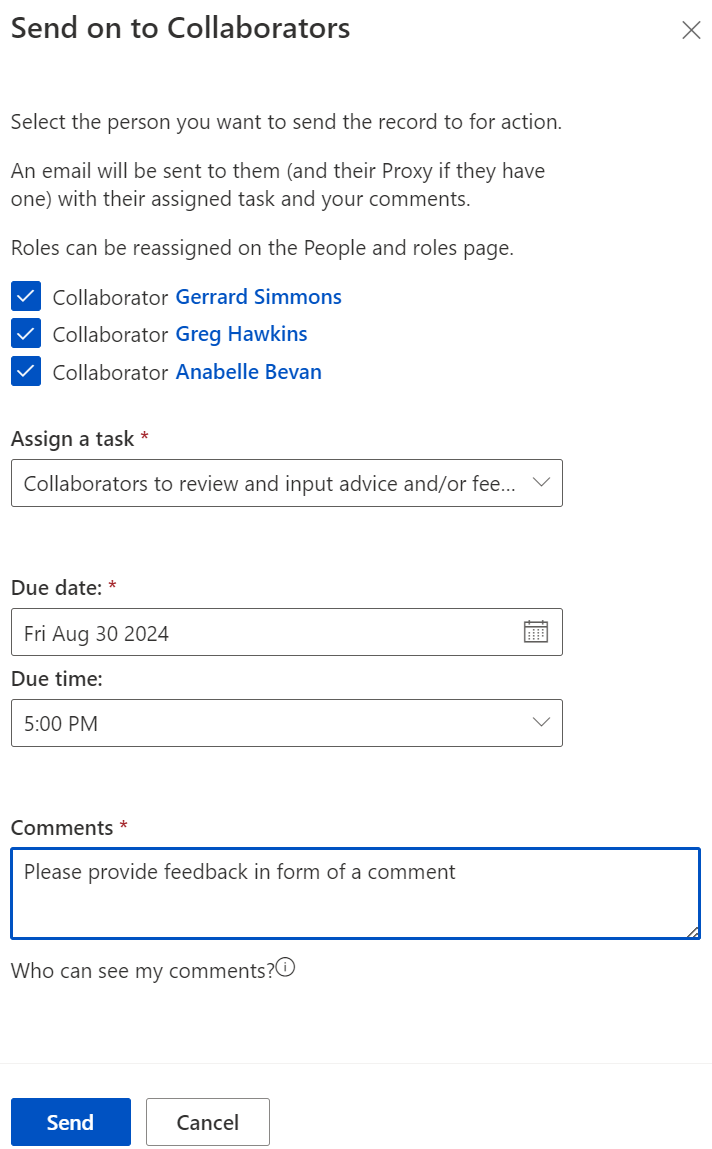 Send on to Collaborators
Select the person you want to send the record to for action.
An email will be sent to them (and their Proxy if they have
one) with their assigned task and your comments.
Roles can be reassigned on the People and roles page.
Collaborator Gerrard Simmons
Collaborator Greg Hawkins
Collaborator Anabelle Bevan
Assign a task *
Collaborators to review and input advice and/or fee...
Due date: *
Fri Aug 30 2024
Due time:
5:00 PM
Comments *
Please provide feedback in form of a comment
Who can see my comments?
Send Cancel